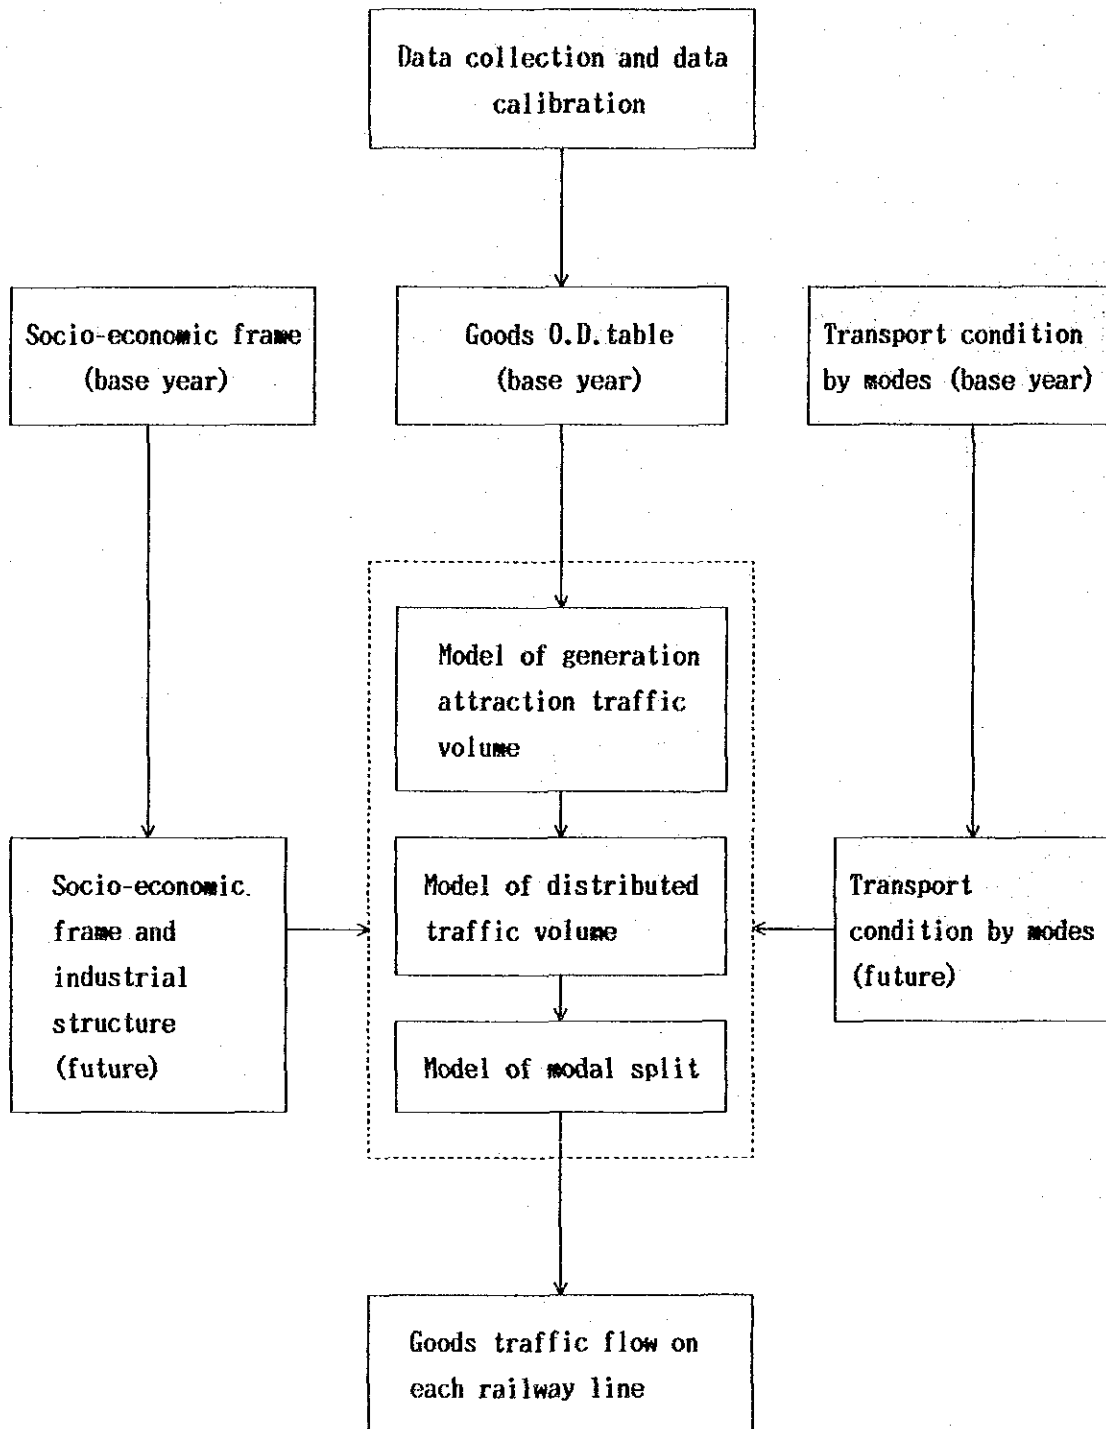 Data collection and data
calibration
Socio-economic frame
(base year)
Goods O.D.table
(base year)
Transport condition
by modes (base year)
Model of generation
attraction traffic
volume
Socio-economic.
frame and
industrial
structure
(future)
Model of distributed
traffic volume
Transport
condition by modes
(future)
Model of modal split
Goods traffic flow on
each railway line